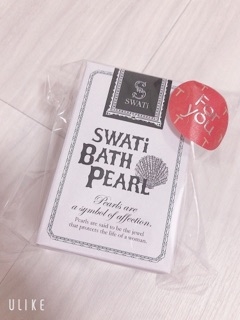 S
SWATi
For
you
SWATi
BATH
PEARL
Pearls are
a symbol of affection.
Pearls are said to be the jewel
that protects the life of a woman.
ULIKE